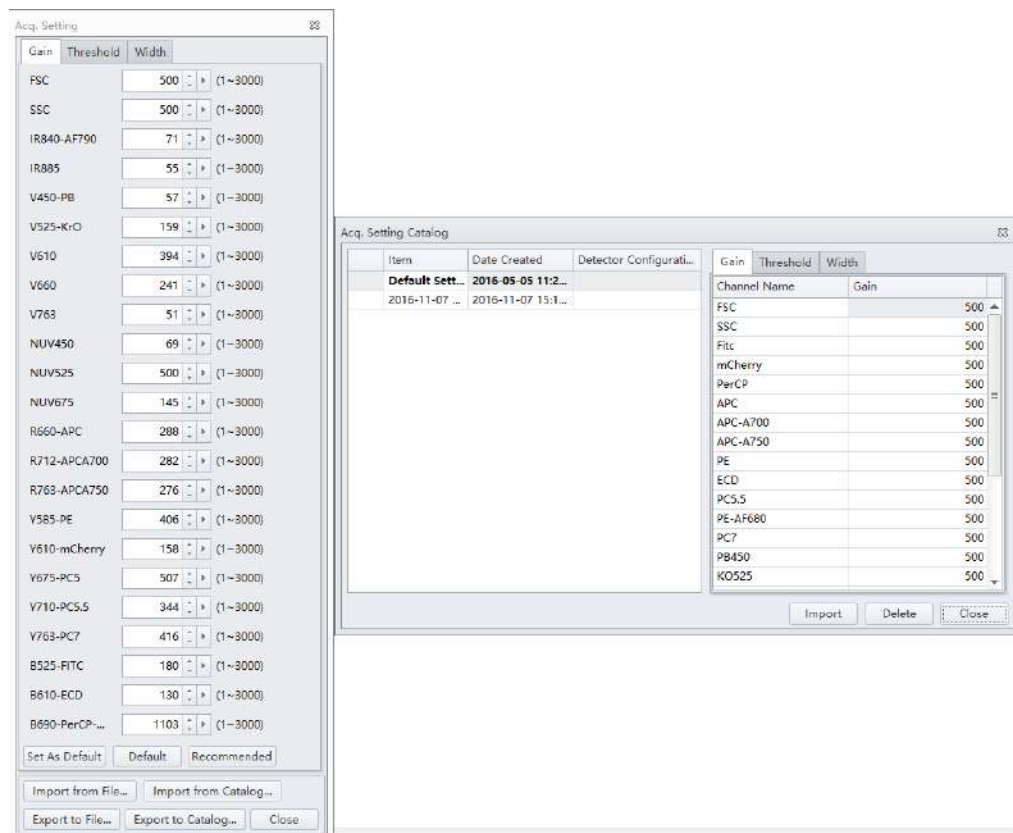 Acq. Setting
Gain Threshold Width
FSC 500 (1~3000)
SSC 500 (1~3000)
IR840-AF790 71 (1~3000)
IR885 55 (1~3000)
V450-PB 57 (1~3000)
V525-KrO 159 (1~3000)
V610 394 (1~3000)
V660 241 (1~3000)
V763 51 (1~3000)
NUV450 69 (1~3000)
NUV525 500 (1~3000)
NUV675 145 (1~3000)
R660-APC 288 (1~3000)
R712-APCA700 282 (1~3000)
R763-APCA750 276 (1~3000)
Y585-PE 406 (1~3000)
Y610-mCherry 158 (1~3000)
Y675-PC5 507 (1~3000)
Y710-PC5.5 344 (1~3000)
Y763-PC7 416 (1~3000)
B525-FITC 180 (1~3000)
B610-ECD 130 (1~3000)
B690-PerCP-... 1103 (1~3000)
Set As Default Default Recommended
Import from File... Import from Catalog...
Export to File... Export to Catalog... Close
Acq. Setting Catalog
Item Date Created Detector Configurati...
Default Sett... 2016-05-05 11:2...
2016-11-07 ... 2016-11-07 15:1...
Gain Threshold Width
Channel Name Gain
FSC 500
SSC 500
Fitc 500
mCherry 500
PerCP 500
APC 500
APC-A700 500
APC-A750 500
PE 500
ECD 500
PC5.5 500
PE-AF680 500
PC7 500
PB450 500
KO525 500
Import Delete Close